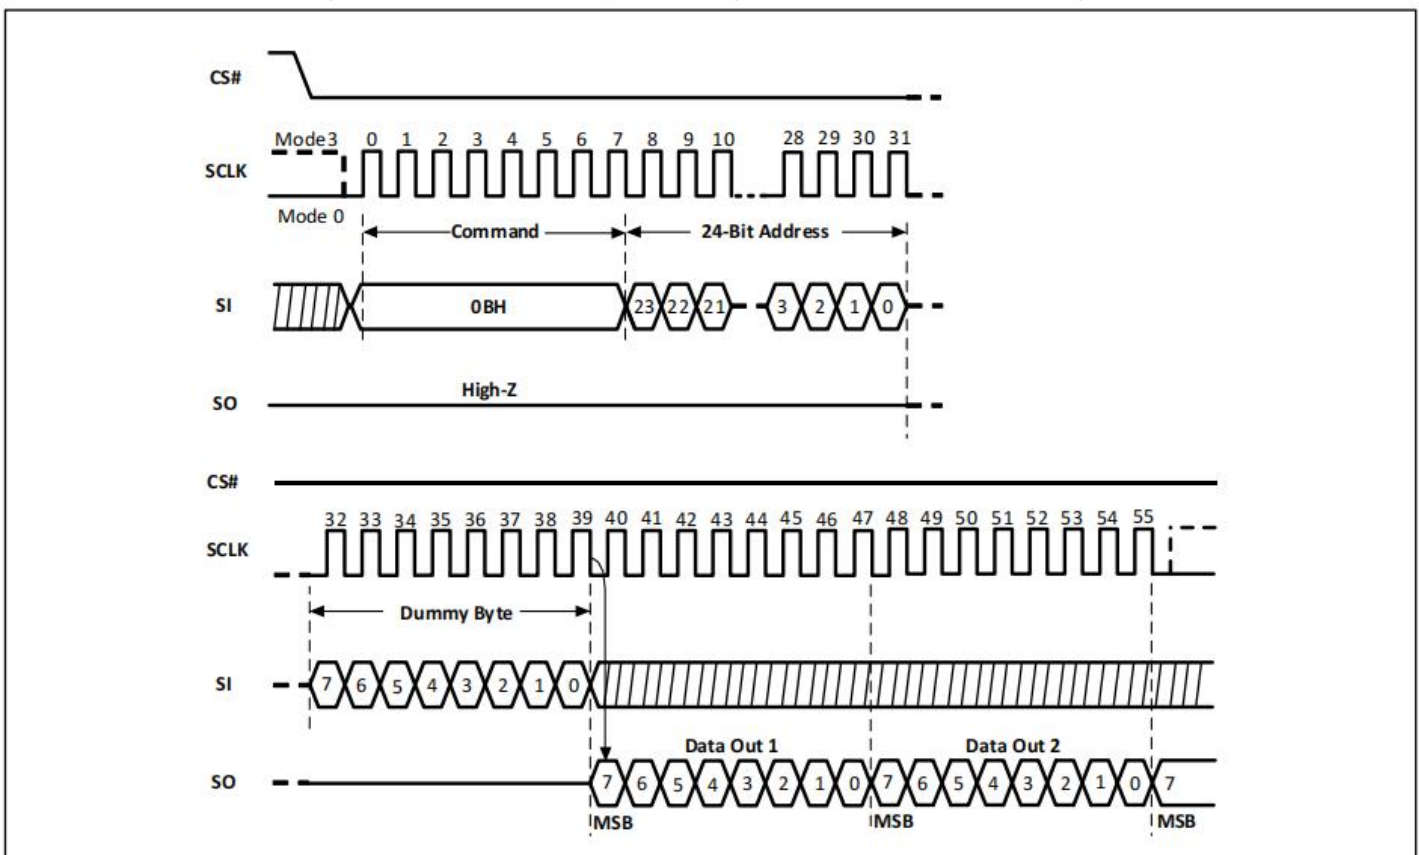 CS#
Mode3 0 1 2 3 4 5 6 7 8 9 10 28 29 30 31
SCLK
Mode 0
Command 24-Bit Address
SI 0BH 23 22 21 3 2 1 0
High-Z
SO
CS#
32 33 34 35 36 37 38 39 40 41 42 43 44 45 46 47 48 49 50 51 52 53 54 55
SCLK
Dummy Byte
SI 7 6 5 4 3 2 1 0
Data Out 1 Data Out 2
SO 7 6 5 4 3 2 1 0 7 6 5 4 3 2 1 0 7
MSB MSB MSB